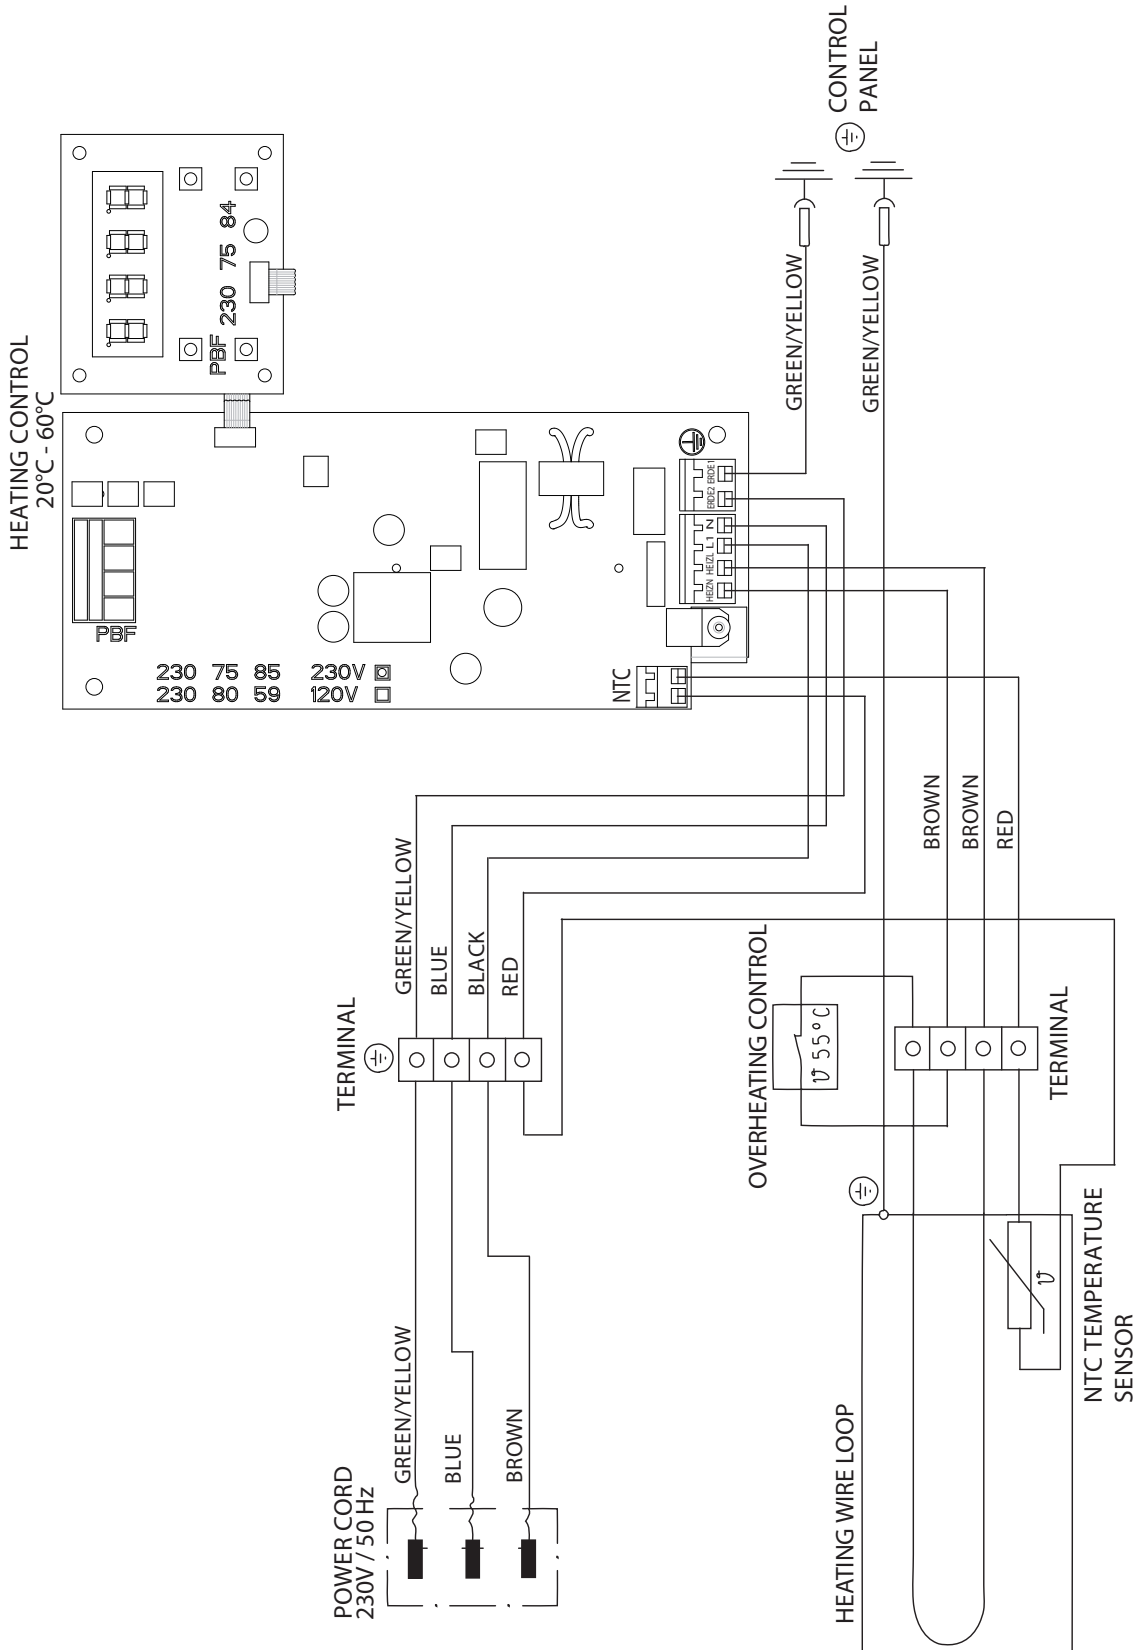 HEATING CONTROL
20°C - 60°C
PBF 230 75 84
PBF
230 75 85 230V
230 80 59 120V
NTC
HEIZN HEIZL L1 N
ERDE2 ERDE1
CONTROL
PANEL
GREEN/YELLOW
GREEN/YELLOW
BROWN
BROWN
RED
GREEN/YELLOW
BLUE
BLACK
RED
TERMINAL
OVERHEATING CONTROL
ϑ 55°C
TERMINAL
NTC TEMPERATURE
SENSOR
ϑ
HEATING WIRE LOOP
GREEN/YELLOW
BLUE
BROWN
POWER CORD
230V / 50 Hz